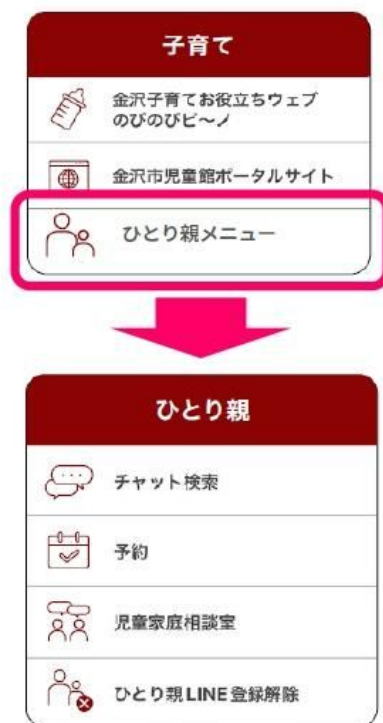 子育て
金沢子育てお役立ちウェブ
のびのびビ～ノ
金沢市児童館ポータルサイト
ひとり親メニュー
ひとり親
チャット検索
予約
児童家庭相談室
ひとり親LINE登録解除